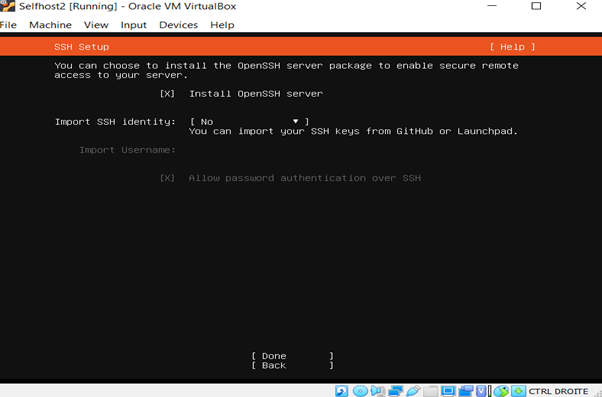 Selfhost2 [Running] - Oracle VM VirtualBox
File Machine View Input Devices Help
SSH Setup [ Help ]
You can choose to install the OpenSSH server package to enable secure remote
access to your server.
[X] Install OpenSSH server
Import SSH identity: [ No ▾ ]
You can import your SSH keys from GitHub or Launchpad.
Import Username:
[X] Allow password authentication over SSH
[ Done ]
[ Back ]
CTRL DROITE